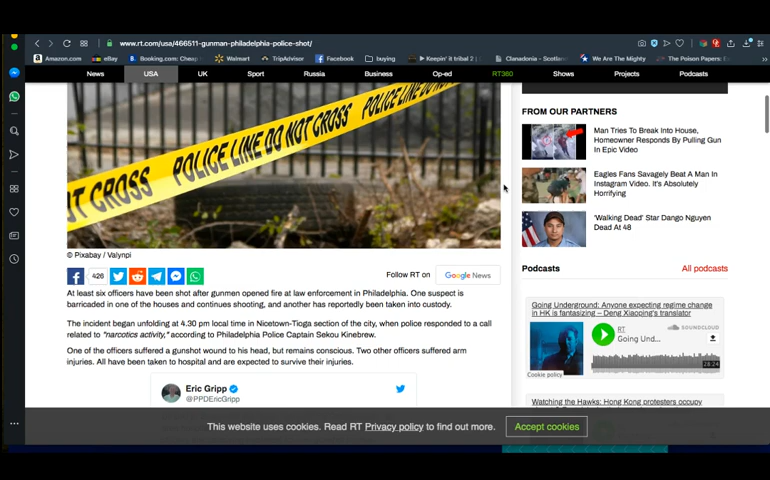 www.rt.com/usa/466511-gunman-philadelphia-police-shot/
Amazon.com eBay Booking.com: Cheap Walmart TripAdvisor Facebook buying Keepin' it tribal 2 Clanadonia - Scotlan We Are The Mighty The Poison Papers: E
News USA UK Sport Russia Business Op-ed RT360 Shows Projects Podcasts
POLICE LINE DO NOT CROSS POLICE LINE DO NOT CROSS
OT CROSS
© Pixabay / Valynpi
426
Follow RT on Google News
At least six officers have been shot after gunmen opened fire at law enforcement in Philadelphia. One suspect is
barricaded in one of the houses and continues shooting, and another has reportedly been taken into custody.
The incident began unfolding at 4.30 pm local time in Nicetown-Tioga section of the city, when police responded to a call
related to "narcotics activity," according to Philadelphia Police Captain Sekou Kinebrew.
One of the officers suffered a gunshot wound to his head, but remains conscious. Two other officers suffered arm
injuries. All have been taken to hospital and are expected to survive their injuries.
Eric Gripp
@PPDEricGripp
FROM OUR PARTNERS
Man Tries To Break Into House,
Homeowner Responds By Pulling Gun
In Epic Video
Eagles Fans Savagely Beat A Man In
Instagram Video. It's Absolutely
Horrifying
'Walking Dead' Star Dango Nguyen
Dead At 48
Podcasts All podcasts
Going Underground: Anyone expecting regime
change in HK is fantasizing – Deng Xiaoping's translator
RT
SOUNDCLOUD
Going Und...
28:24
Cookie policy
Watching the Hawks: Hong Kong protesters occupy
This website uses cookies. Read RT Privacy policy to find out more. Accept cookies